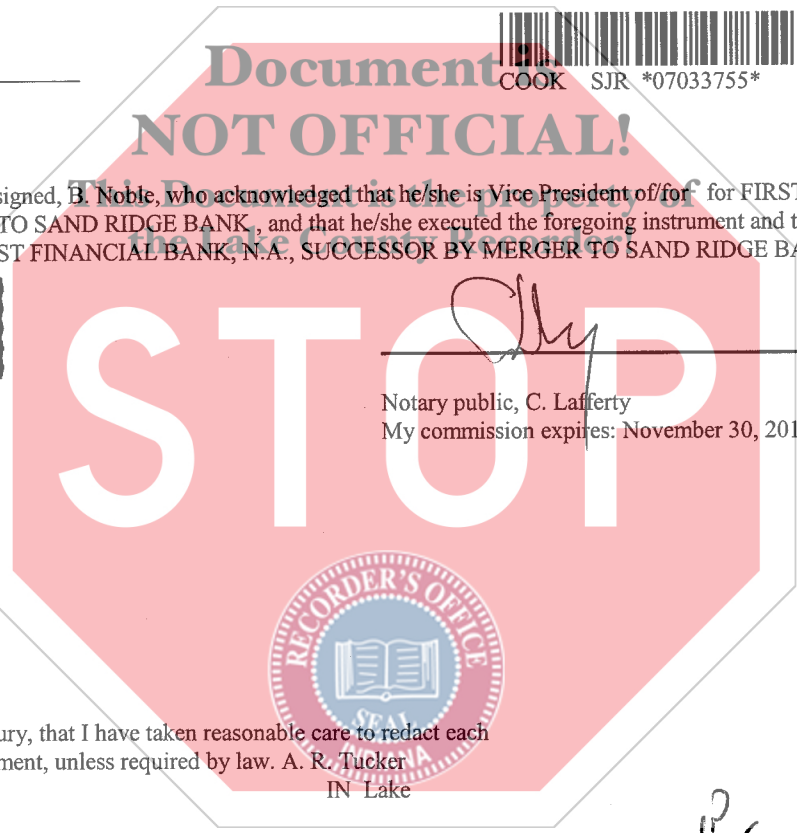 Document is
NOT OFFICIAL!
This Document is the property of
the Lake County Recorder!
COOK SJR *07033755*
signed, B. Noble, who acknowledged that he/she is Vice President of/for for FIRST
TO SAND RIDGE BANK , and that he/she executed the foregoing instrument and t
ST FINANCIAL BANK, N.A., SUCCESSOR BY MERGER TO SAND RIDGE BA
STOP
Notary public, C. Lafferty
My commission expires: November 30, 201
RECORDER'S OFFICE
SEAL
INDIANA
ury, that I have taken reasonable care to redact each
ment, unless required by law. A. R. Tucker
IN Lake